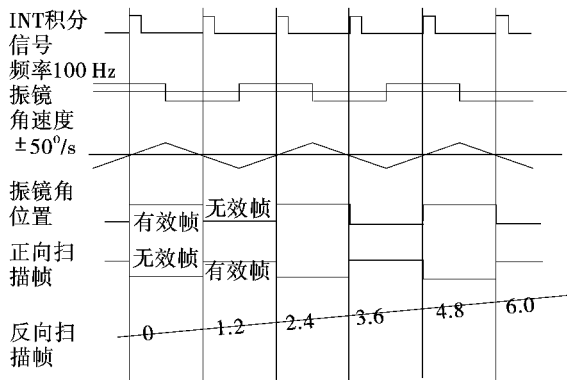 INT积分
信号
频率100 Hz
振镜
角速度
±50⁰/s
振镜角
位置
有效帧 无效帧
正向扫
描帧
无效帧 有效帧
反向扫
描帧
0 1.2 2.4 3.6 4.8 6.0